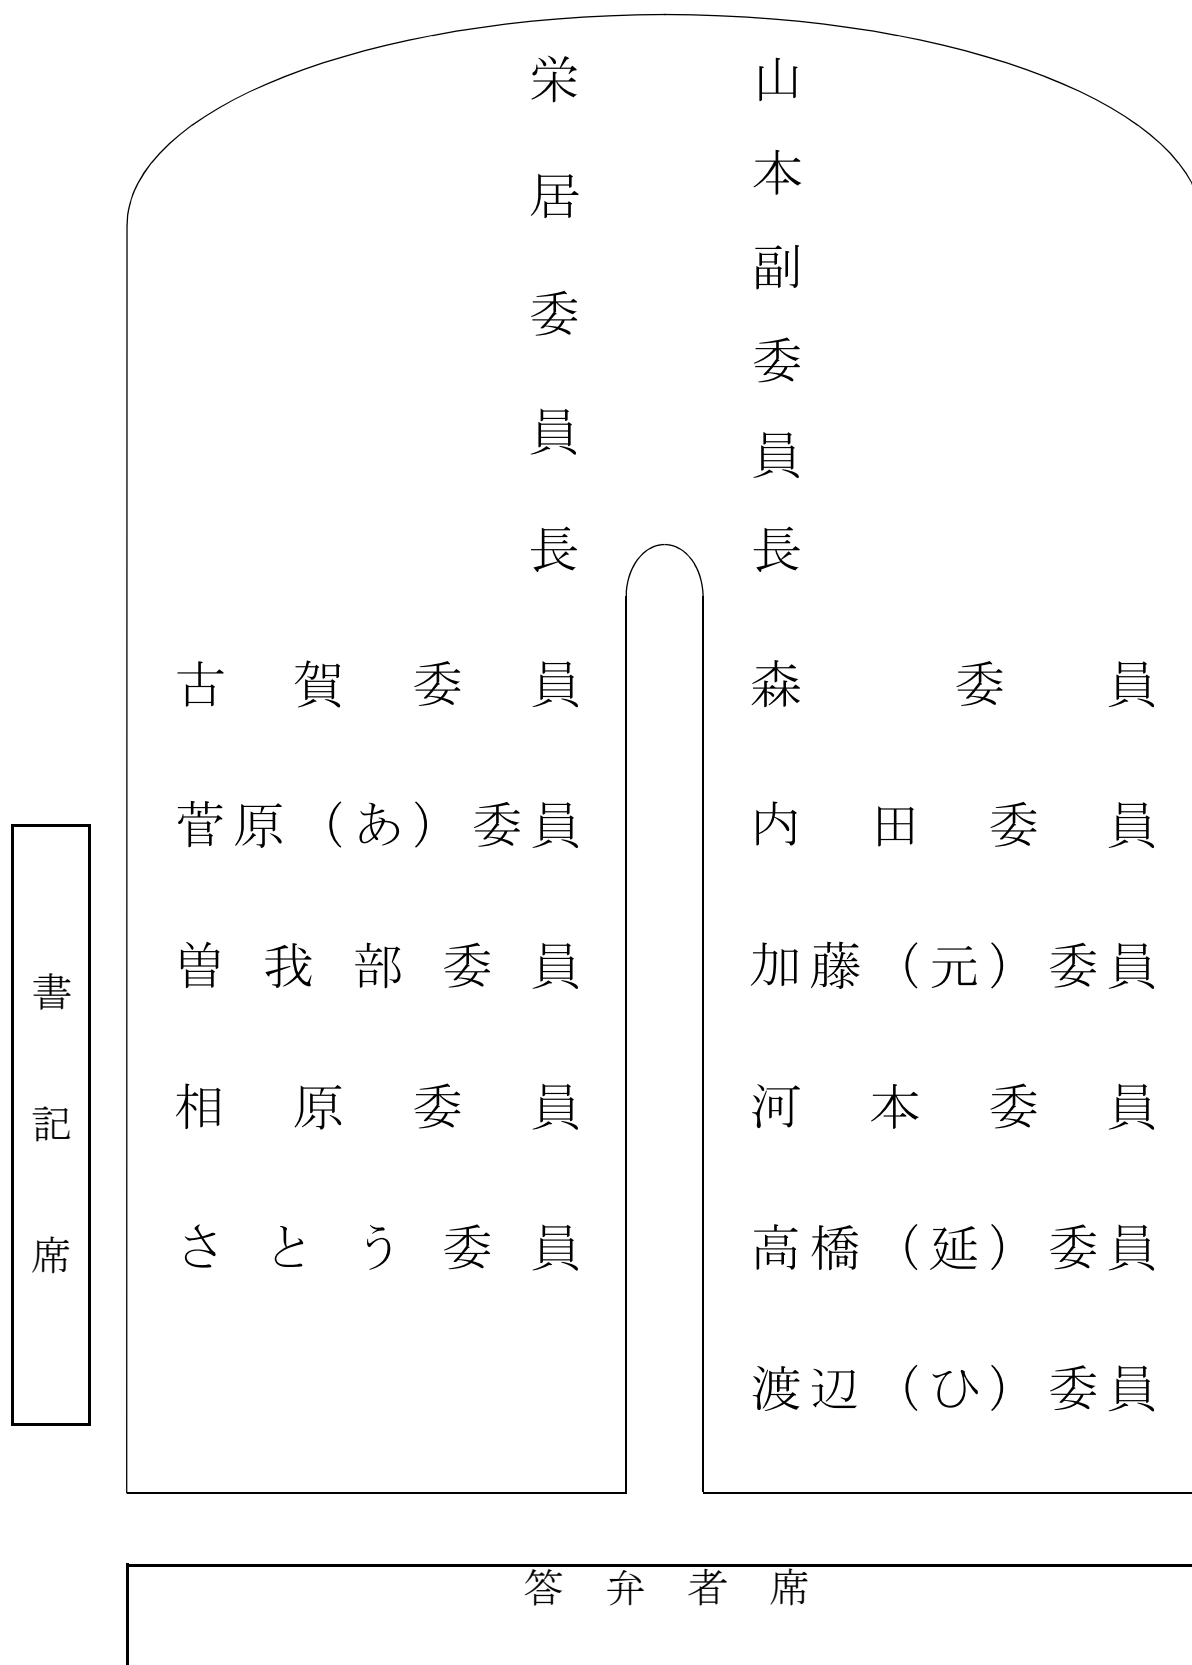 栄居委員長
山本副委員長
古賀委員
森委員
菅原（あ）委員
内田委員
曽我部委員
加藤（元）委員
相原委員
河本委員
さとう委員
高橋（延）委員
渡辺（ひ）委員
書記席
答弁者席